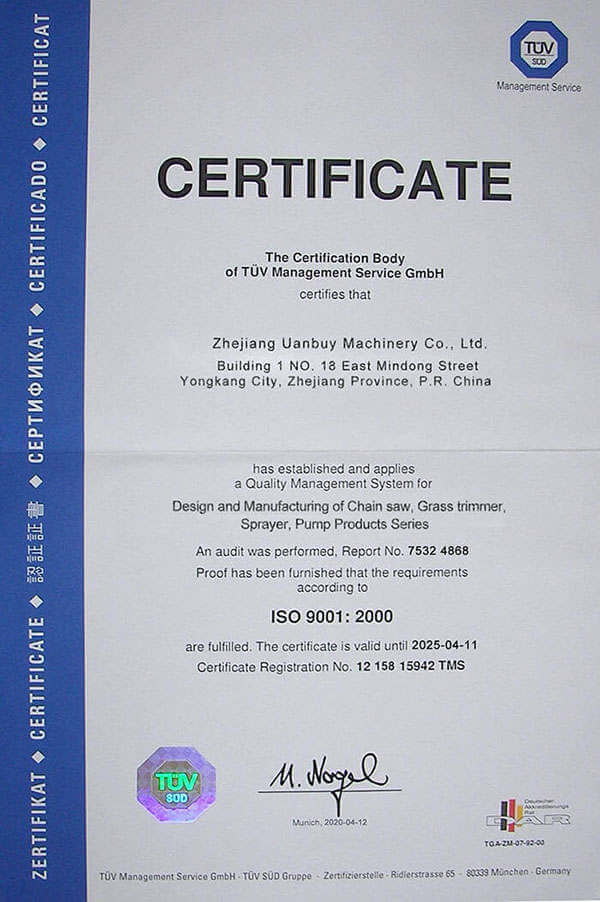 TÜV
SÜD
Management Service
CERTIFICATE
The Certification Body
of TÜV Management Service GmbH
certifies that
Zhejiang Uanbuy Machinery Co., Ltd.
Building 1 NO. 18 East Mindong Street
Yongkang City, Zhejiang Province, P.R. China
has established and applies
a Quality Management System for
Design and Manufacturing of Chain saw, Grass trimmer,
Sprayer, Pump Products Series
An audit was performed, Report No. 7532 4868
Proof has been furnished that the requirements
according to
ISO 9001: 2000
are fulfilled. The certificate is valid until 2025-04-11
Certificate Registration No. 12 158 15942 TMS
TÜV
SÜD
M. Nagel
Munich, 2020-04-12
Deutscher
Akkreditierungs
Rat
DAR
TGA-ZM-07-92-00
TÜV Management Service GmbH · TÜV SÜD Gruppe · Zertifizierstelle · Ridlerstrasse 65 · 80339 München · Germany
ZERTIFIKAT ◆ CERTIFICATE ◆ 認証証書 ◆ СЕРТИФИКАТ ◆ CERTIFICADO ◆ CERTIFICAT